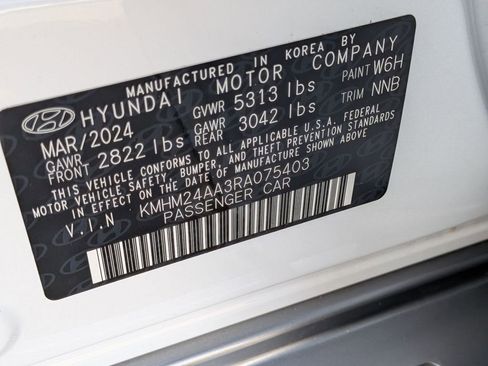 MANUFACTURED IN KOREA BY
HYUNDAI MOTOR COMPANY
MAR/2024 GVWR 5313 lbs PAINT W6H
GAWR FRONT 2822 lbs GAWR REAR 3042 lbs TRIM NNB
THIS VEHICLE CONFORMS TO ALL APPLICABLE U.S.A. FEDERAL
MOTOR VEHICLE SAFETY, BUMPER, AND THEFT PREVENTION STANDARDS
IN EFFECT ON THE DATE OF MANUFACTURE SHOWN ABOVE
V.I.N KMHM24AA3RA075403
PASSENGER CAR